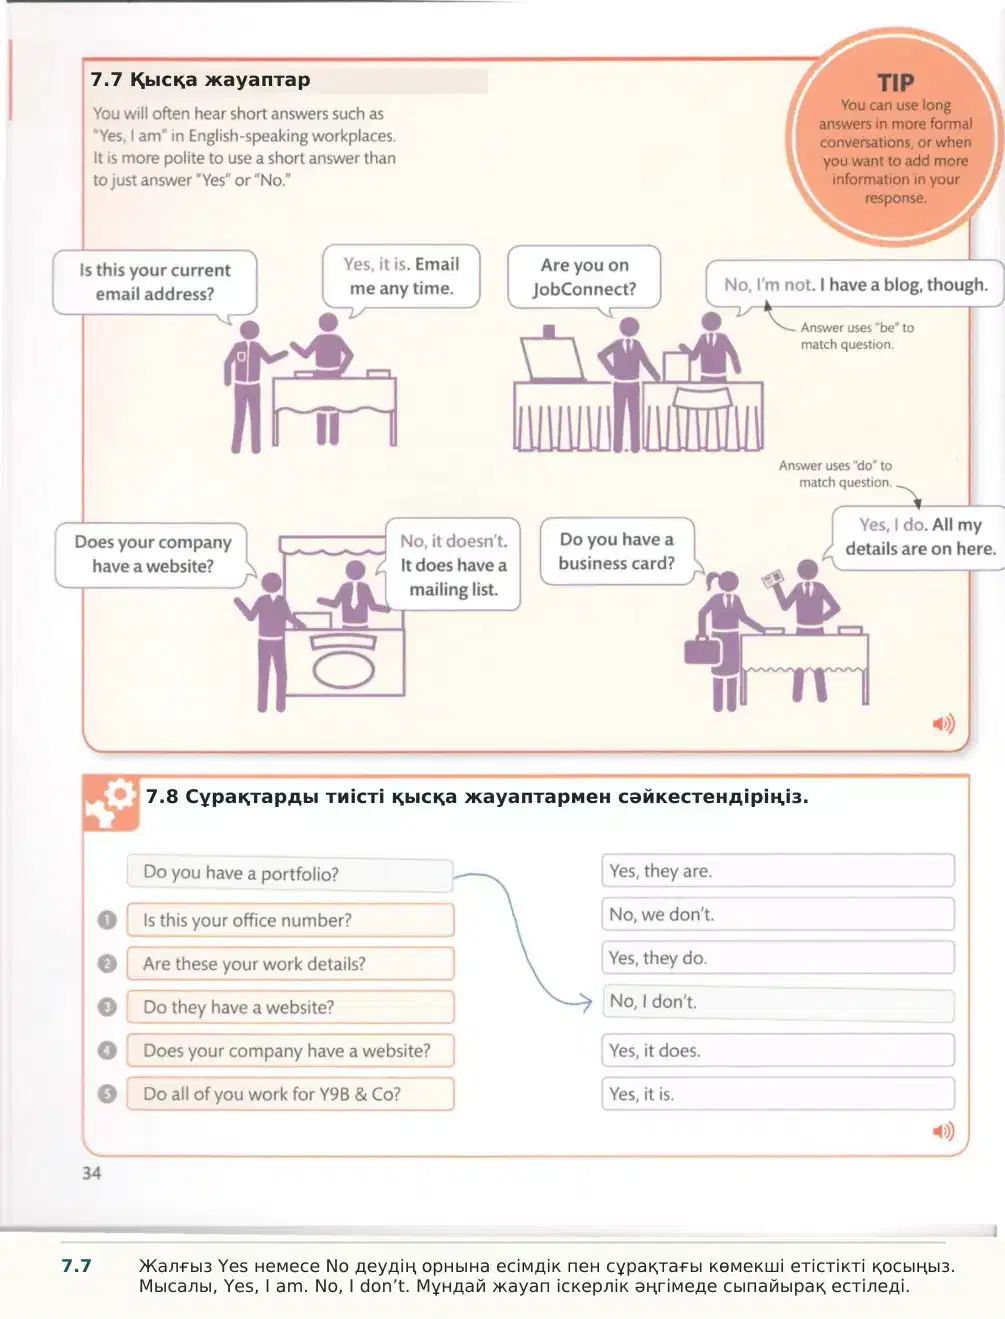 7.7 Қысқа жауаптар
You will often hear short answers such as
"Yes, I am" in English-speaking workplaces.
It is more polite to use a short answer than
to just answer "Yes" or "No."
TIP
You can use long
answers in more formal
conversations, or when
you want to add more
information in your
response.
Is this your current
email address?
Yes, it is. Email
me any time.
Are you on
JobConnect?
No, I'm not. I have a blog, though.
Answer uses "be" to
match question.
Answer uses "do" to
match question.
Does your company
have a website?
No, it doesn't.
It does have a
mailing list.
Do you have a
business card?
Yes, I do. All my
details are on here.
7.8 Сұрақтарды тиісті қысқа жауаптармен сәйкестендіріңіз.
Do you have a portfolio?
1 Is this your office number?
2 Are these your work details?
3 Do they have a website?
4 Does your company have a website?
5 Do all of you work for Y9B & Co?
Yes, they are.
No, we don't.
Yes, they do.
No, I don't.
Yes, it does.
Yes, it is.
34
7.7 Жалғыз Yes немесе No деудің орнына есімдік пен сұрақтағы көмекші етістікті қосыңыз.
Мысалы, Yes, I am. No, I don't. Мұндай жауап іскерлік әңгімеде сыпайырақ естіледі.